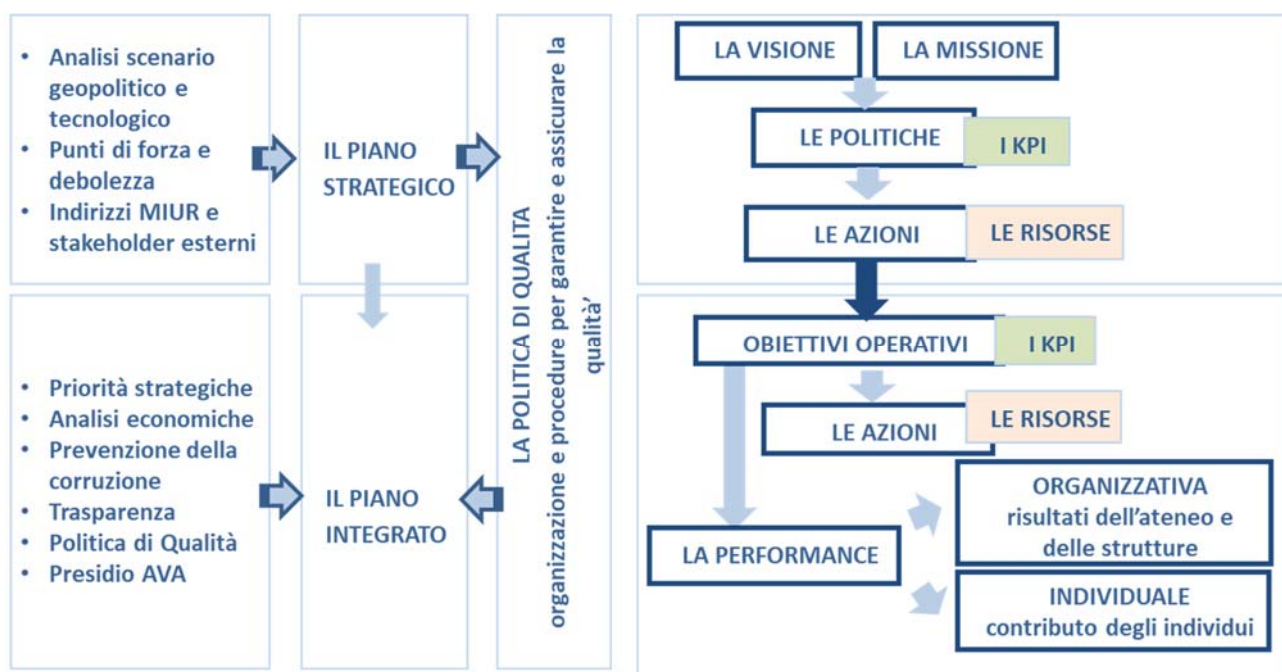 • Analisi scenario
geopolitico e
tecnologico
• Punti di forza e
debolezza
• Indirizzi MIUR e
stakeholder esterni
IL PIANO
STRATEGICO
• Priorità strategiche
• Analisi economiche
• Prevenzione della
corruzione
• Trasparenza
• Politica di Qualità
• Presidio AVA
IL PIANO
INTEGRATO
LA POLITICA DI QUALITA
organizzazione e procedure per garantire e assicurare la
qualità’
LA VISIONE
LA MISSIONE
LE POLITICHE
I KPI
LE AZIONI
LE RISORSE
OBIETTIVI OPERATIVI
I KPI
LE AZIONI
LE RISORSE
LA PERFORMANCE
ORGANIZZATIVA
risultati dell’ateneo e
delle strutture
INDIVIDUALE
contributo degli individui